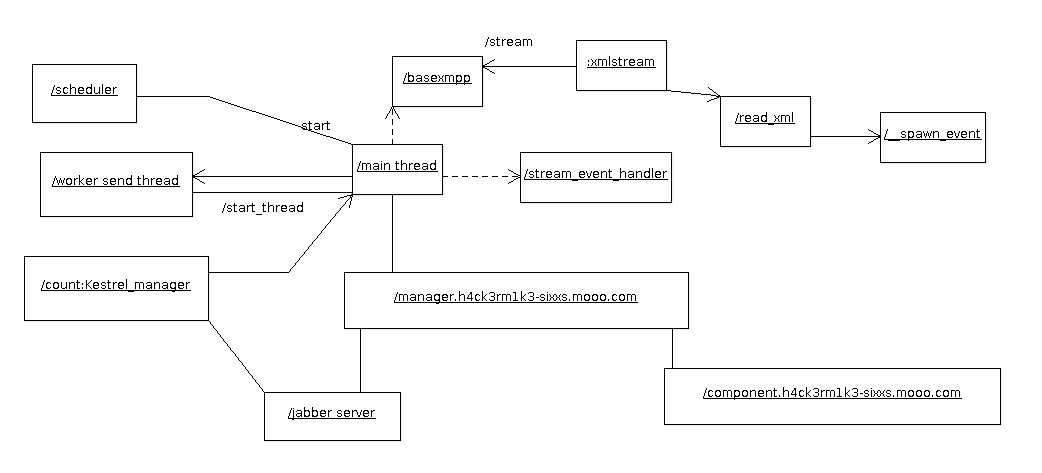 /stream
:xmlstream
/basexmpp
/scheduler
/read_xml
start
/__spawn_event
/main thread
/worker send thread
/stream_event_handler
/start_thread
/count:Kestrel_manager
/manager.h4ck3rm1k3-sixxs.mooo.com
/component.h4ck3rm1k3-sixxs.mooo.com
/jabber server